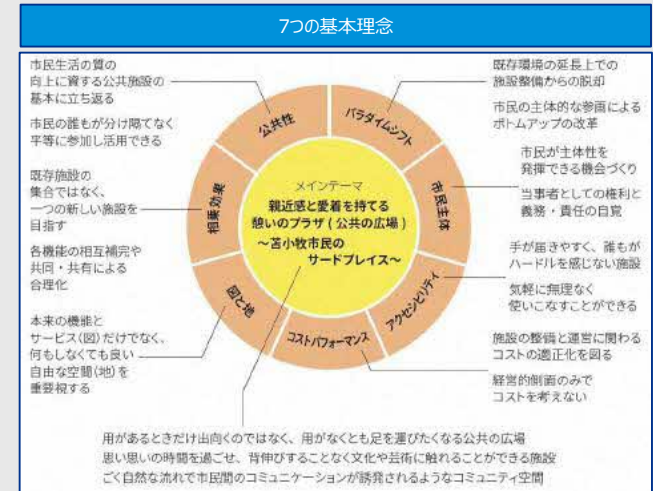 7つの基本理念
市民生活の質の
向上に資する公共施設の
基本に立ち返る
市民の誰もが分け隔てなく
平等に参加し活用できる
既存施設の
集合ではなく、
一つの新しい施設を
目指す
各機能の相互補完や
共同・共有による
合理化
本来の機能と
サービス(図)だけでなく、
何もしなくても良い
自由な空間(地)を
重要視する
公共性
パラダイムシフト
市民主体
アクセシビリティ
コストパフォーマンス
図と地
相乗効果
メインテーマ
親近感と愛着を持てる
憩いのプラザ(公共の広場)
～苫小牧市民の
サードプレイス～
既存環境の延長上での
施設整備からの脱却
市民の主体的な参画による
ボトムアップの改革
市民が主体性を
発揮できる機会づくり
当事者としての権利と
義務・責任の自覚
手が届きやすく、誰もが
ハードルを感じない施設
気軽に無理なく
使いこなすことができる
施設の整備と運営に関わる
コストの適正化を図る
経営的側面のみで
コストを考えない
用があるときだけ出向くのではなく、用がなくとも足を運びたくなる公共の広場
思い思いの時間を過ごせ、背伸びすることなく文化や芸術に触れることができる施設
ごく自然な流れで市民間のコミュニケーションが誘発されるようなコミュニティ空間